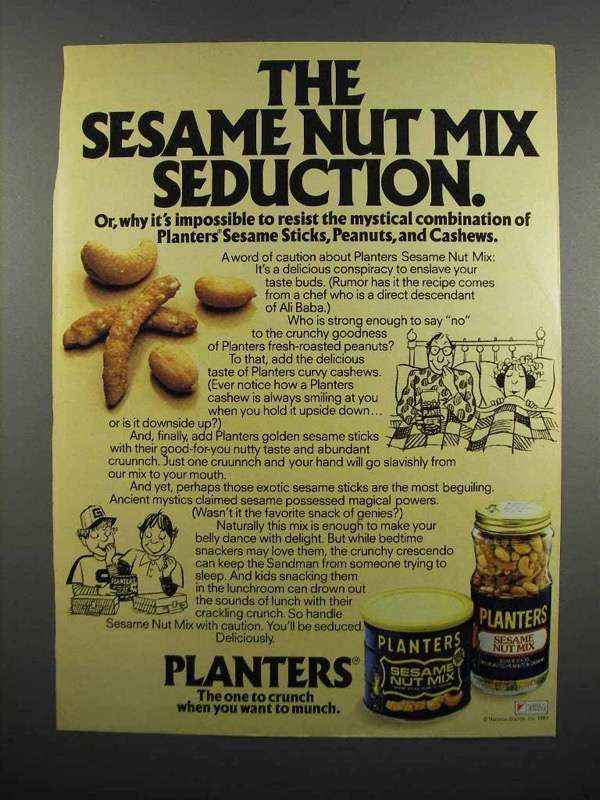 THE
SESAME NUT MIX
SEDUCTION.
Or, why it's impossible to resist the mystical combination of
Planters® Sesame Sticks, Peanuts, and Cashews.
A word of caution about Planters Sesame Nut Mix:
It's a delicious conspiracy to enslave your
taste buds. (Rumor has it the recipe comes
from a chef who is a direct descendant
of Ali Baba.)
Who is strong enough to say "no"
to the crunchy goodness
of Planters fresh-roasted peanuts?
To that, add the delicious
taste of Planters curvy cashews.
(Ever notice how a Planters
cashew is always smiling at you
when you hold it upside down...
or is it downside up?)
And, finally, add Planters golden sesame sticks
with their good-for-you nutty taste and abundant
cruunnch. Just one cruunnch and your hand will go slavishly from
our mix to your mouth.
And yet, perhaps those exotic sesame sticks are the most beguiling.
Ancient mystics claimed sesame possessed magical powers.
(Wasn't it the favorite snack of genies?)
Naturally this mix is enough to make your
belly dance with delight. But while bedtime
snackers may love them, the crunchy crescendo
can keep the Sandman from someone trying to
sleep. And kids snacking them
in the lunchroom can drown out
the sounds of lunch with their
crackling crunch. So handle
Sesame Nut Mix with caution. You'll be seduced.
Deliciously.
PLANTERS®
The one to crunch
when you want to munch.
PLANTERS
PLANTERS
PLANTERS
SESAME
NUT MIX
PLANTERS
SESAME
NUT MIX
© Nabisco Brands, Inc. 1983